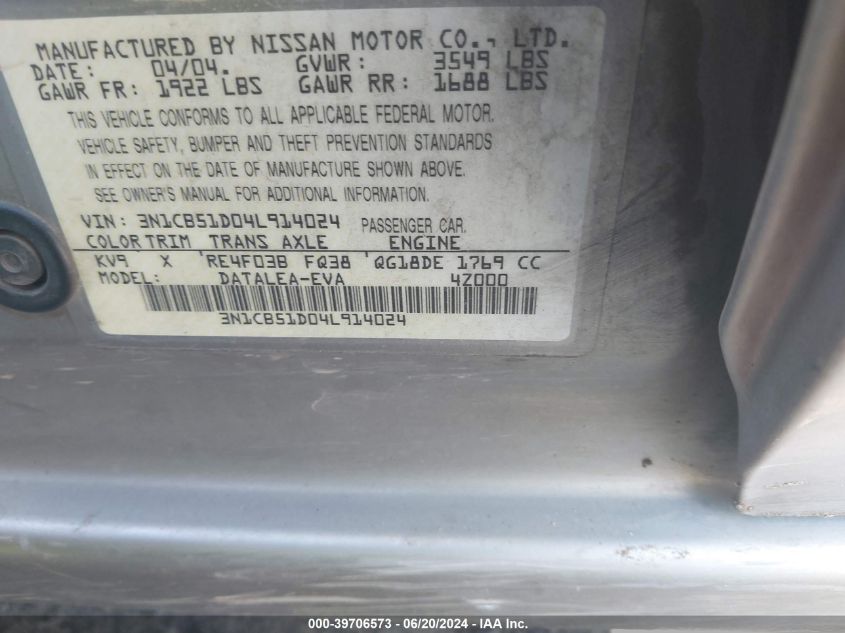 MANUFACTURED BY NISSAN MOTOR CO., LTD.
DATE: 04/04. GVWR: 3549 LBS
GAWR FR: 1922 LBS GAWR RR: 1688 LBS
THIS VEHICLE CONFORMS TO ALL APPLICABLE FEDERAL MOTOR.
VEHICLE SAFETY, BUMPER AND THEFT PREVENTION STANDARDS
IN EFFECT ON THE DATE OF MANUFACTURE SHOWN ABOVE.
SEE OWNER'S MANUAL FOR ADDITIONAL INFORMATION.
VIN: 3N1CB51D04L914024 PASSENGER CAR.
COLOR TRIM TRANS AXLE ENGINE
KV9 X 'RE4F03B FQ38 'QG18DE 1769 CC
MODEL: DATALEA-EVA 4Z000
3N1CB51D04L914024
000-39706573 - 06/20/2024 - IAA Inc.